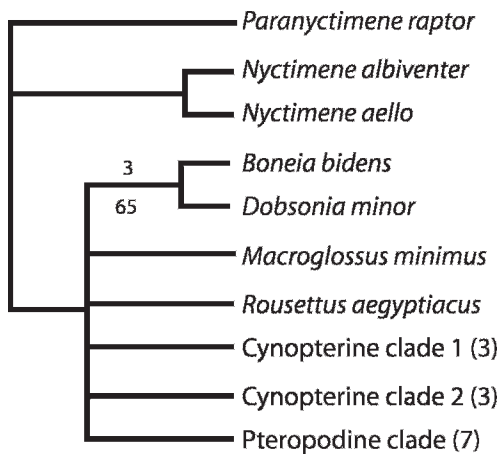 Paranyctimene raptor
Nyctimene albiventer
Nyctimene aello
3
Boneia bidens
65
Dobsonia minor
Macroglossus minimus
Rousettus aegyptiacus
Cynopterine clade 1 (3)
Cynopterine clade 2 (3)
Pteropodine clade (7)